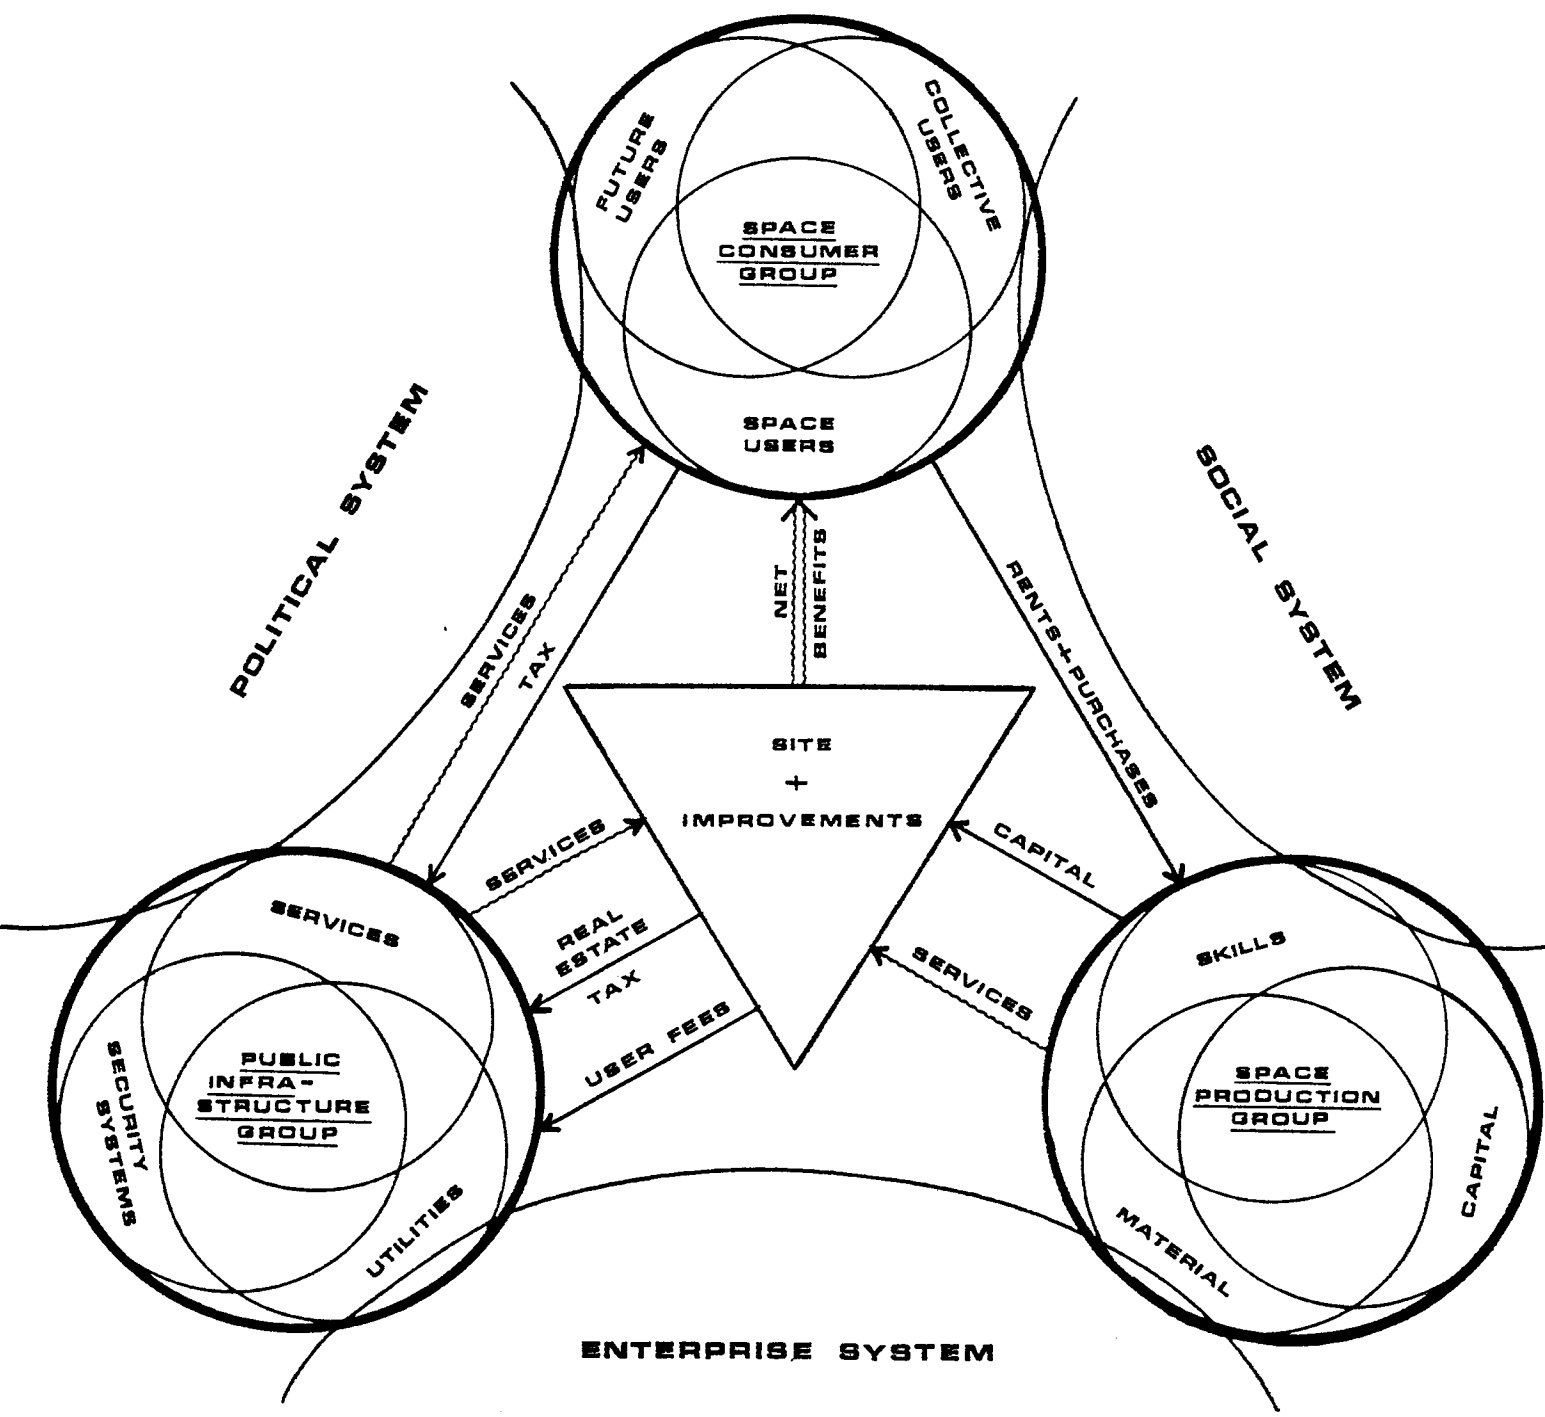 FUTURE
USERS
COLLECTIVE
USERS
SPACE
CONSUMER
GROUP
SPACE
USERS
POLITICAL SYSTEM
SOCIAL SYSTEM
SERVICES
TAX
NET
BENEFITS
RENTS+PURCHASES
SITE
+
IMPROVEMENTS
SERVICES
REAL
ESTATE
TAX
USER FEES
CAPITAL
SERVICES
SERVICES
SECURITY
SYSTEMS
PUBLIC
INFRA-
STRUCTURE
GROUP
UTILITIES
SKILLS
SPACE
PRODUCTION
GROUP
CAPITAL
MATERIAL
ENTERPRISE SYSTEM